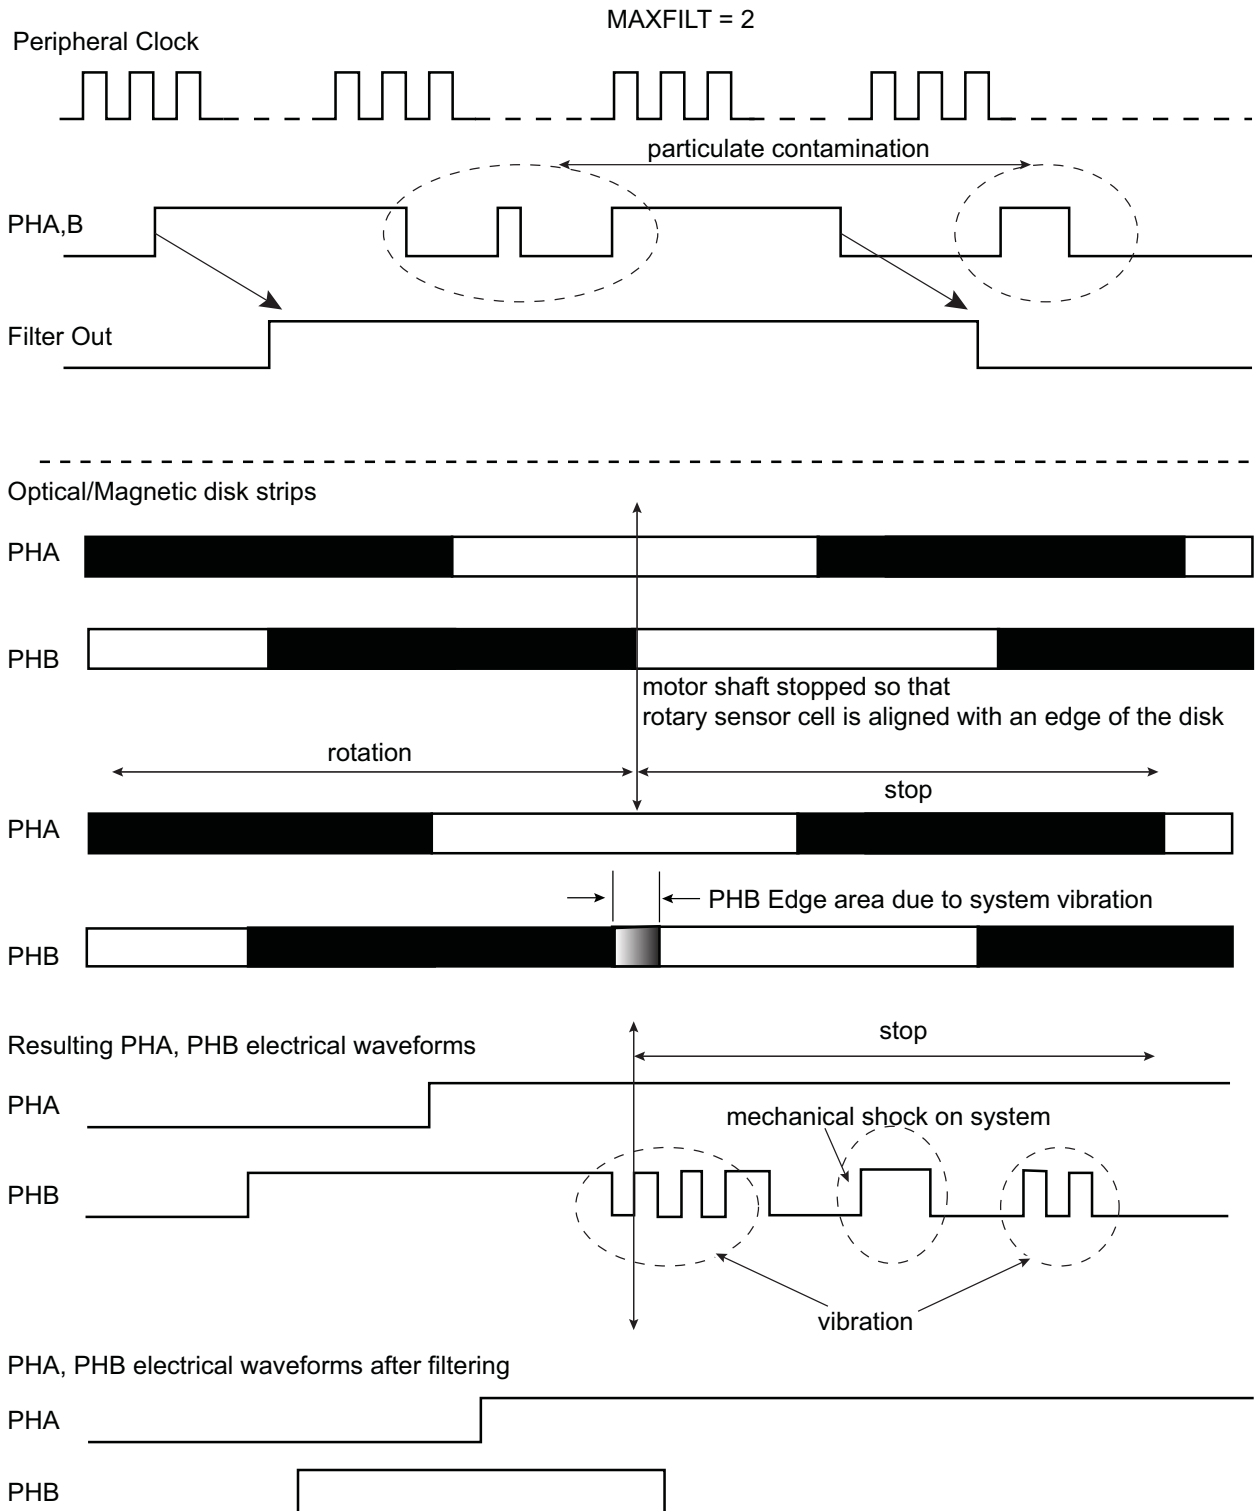 MAXFILT = 2
Peripheral Clock
particulate contamination
PHA,B
Filter Out
Optical/Magnetic disk strips
PHA
PHB
motor shaft stopped so that
rotary sensor cell is aligned with an edge of the disk
rotation
stop
PHA
PHB Edge area due to system vibration
PHB
Resulting PHA, PHB electrical waveforms
stop
PHA
mechanical shock on system
PHB
vibration
PHA, PHB electrical waveforms after filtering
PHA
PHB